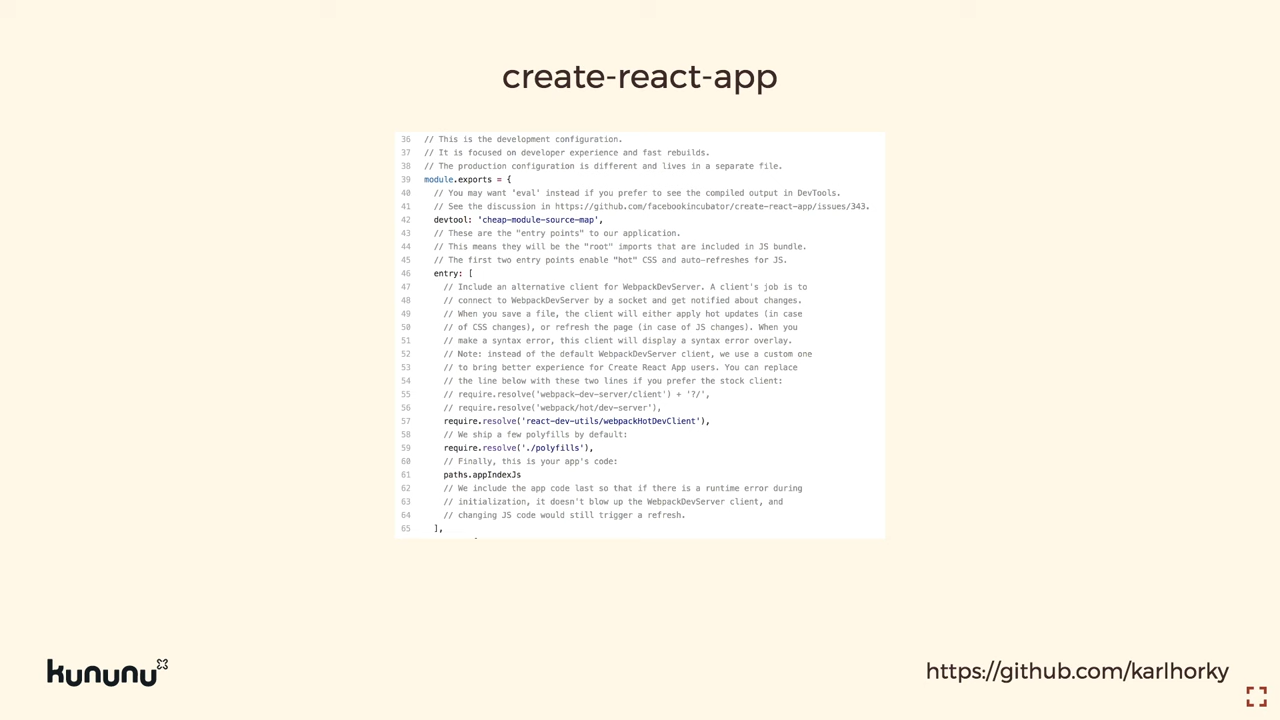 create-react-app
36 // This is the development configuration.
37 // It is focused on developer experience and fast rebuilds.
38 // The production configuration is different and lives in a separate file.
39 module.exports = {
40 // You may want 'eval' instead if you prefer to see the compiled output in DevTools.
41 // See the discussion in https://github.com/facebookincubator/create-react-app/issues/343.
42 devtool: 'cheap-module-source-map',
43 // These are the "entry points" to our application.
44 // This means they will be the "root" imports that are included in JS bundle.
45 // The first two entry points enable "hot" CSS and auto-refreshes for JS.
46 entry: [
47 // Include an alternative client for WebpackDevServer. A client's job is to
48 // connect to WebpackDevServer by a socket and get notified about changes.
49 // When you save a file, the client will either apply hot updates (in case
50 // of CSS changes), or refresh the page (in case of JS changes). When you
51 // make a syntax error, this client will display a syntax error overlay.
52 // Note: instead of the default WebpackDevServer client, we use a custom one
53 // to bring better experience for Create React App users. You can replace
54 // the line below with these two lines if you prefer the stock client:
55 // require.resolve('webpack-dev-server/client') + '?/',
56 // require.resolve('webpack/hot/dev-server'),
57 require.resolve('react-dev-utils/webpackHotDevClient'),
58 // We ship a few polyfills by default:
59 require.resolve('./polyfills'),
60 // Finally, this is your app's code:
61 paths.appIndexJs
62 // We include the app code last so that if there is a runtime error during
63 // initialization, it doesn't blow up the WebpackDevServer client, and
64 // changing JS code would still trigger a refresh.
65 ],
kununu
https://github.com/karlhorky